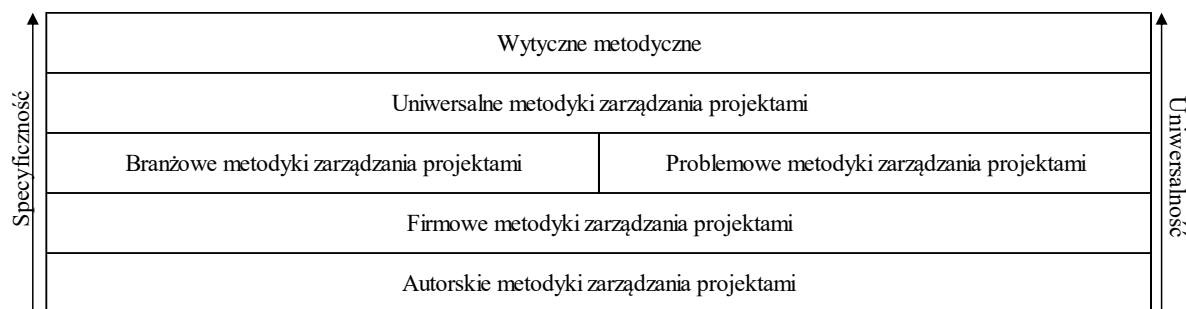 Wytyczne metodyczne
Uniwersalne metodyki zarządzania projektami
Branżowe metodyki zarządzania projektami
Problemowe metodyki zarządzania projektami
Firmowe metodyki zarządzania projektami
Autorskie metodyki zarządzania projektami
Specyficzność
Uniwersalność